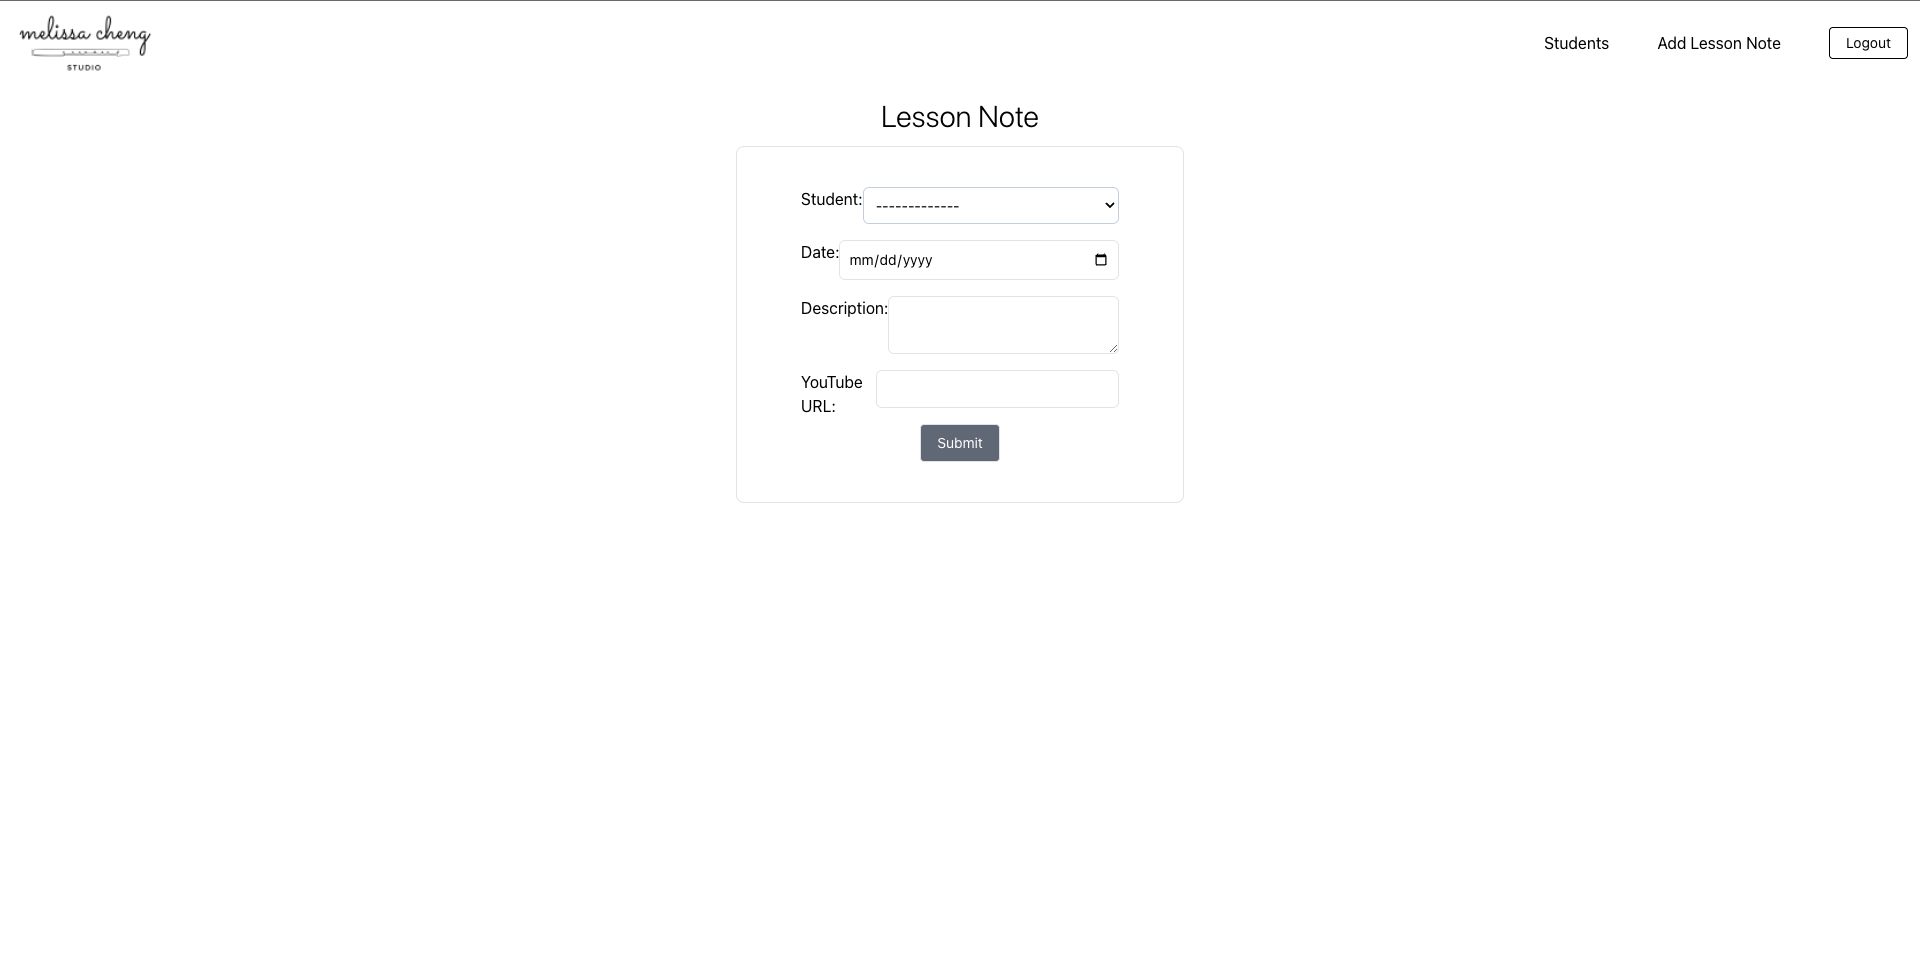 melissa cheng
STUDIO
Students
Add Lesson Note
Logout
Lesson Note
Student:
-------------
Date:
mm/dd/yyyy
Description:
YouTube
URL:
Submit